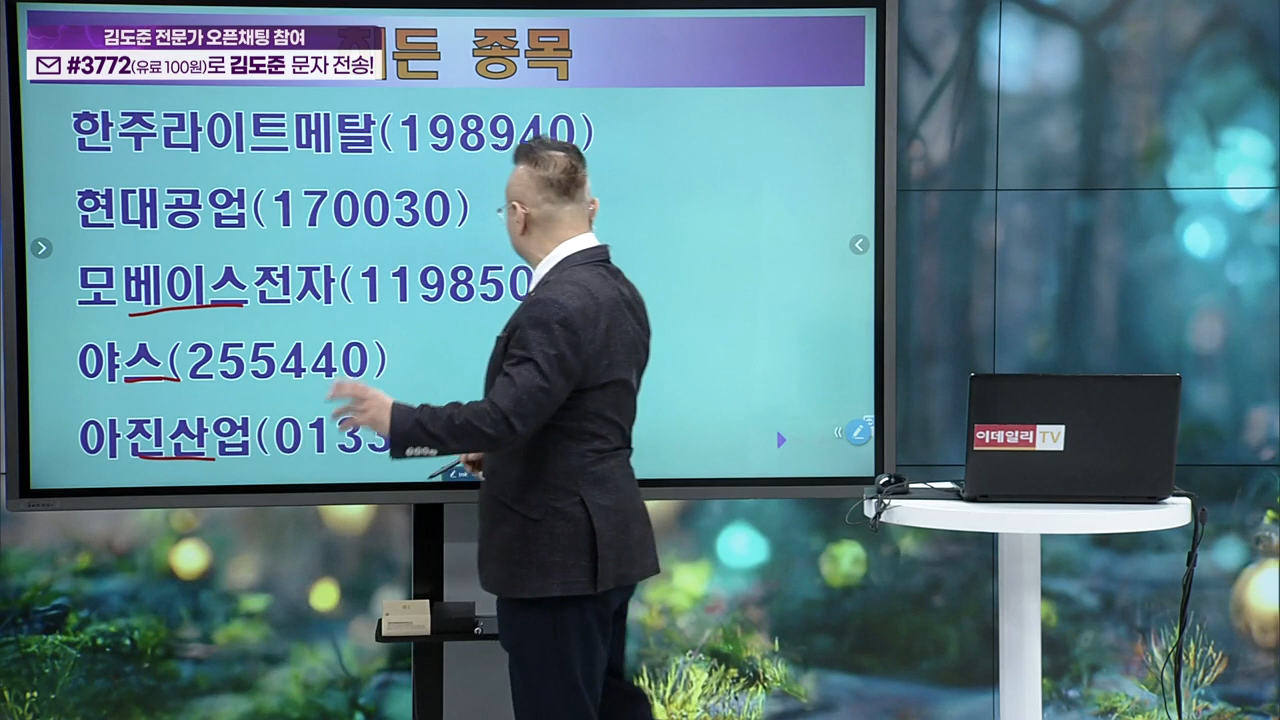 김도준 전문가 오픈채팅 참여
#3772(유료 100원)로 김도준 문자 전송!
든 종목
한주라이트메탈(198940)
현대공업(170030)
모베이스전자(119850
야스(255440)
아진산업(013
이데일리 TV